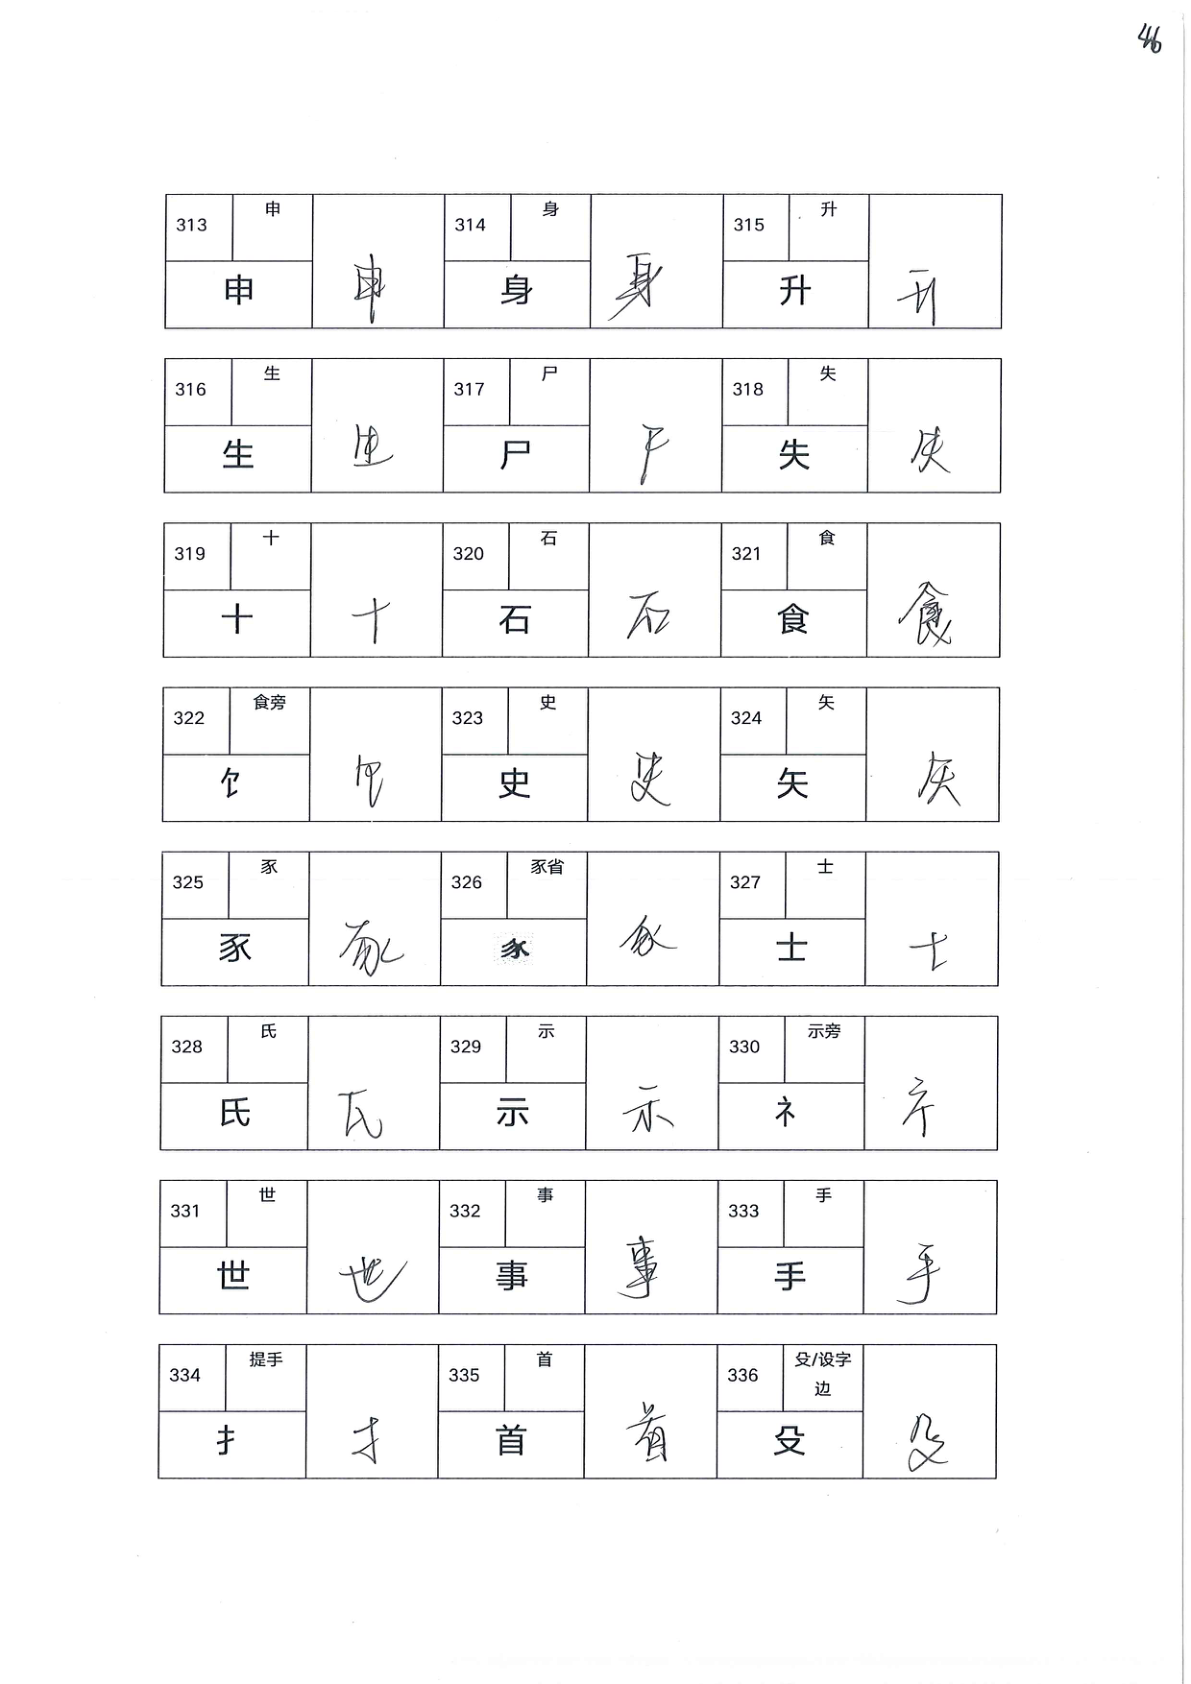 46
313 申 314 身 315 升
申 申 身 身 升 升
316 生 317 尸 318 失
生 生 尸 尸 失 失
319 十 320 石 321 食
十 十 石 石 食 食
322 食旁 323 史 324 矢
饣 饣 史 史 矢 矢
325 豕 326 豕省 327 士
豕 豕 𧰨 士 士
328 氏 329 示 330 示旁
氏 氏 示 示 礻 礻
331 世 332 事 333 手
世 世 事 事 手 手
334 提手 335 首 336 殳/设字
边
扌 扌 首 首 殳 殳